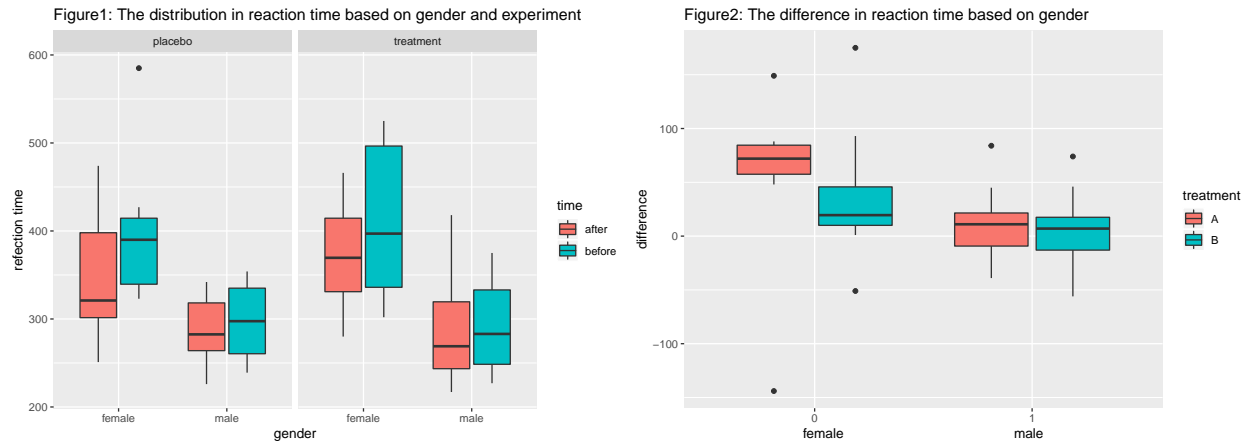 Figure1: The distribution in reaction time based on gender and experiment
placebo
treatment
600
500
400
300
200
refection time
female
male
female
male
gender
time
after
before
Figure2: The difference in reaction time based on gender
100
0
−100
difference
0
1
female
male
treatment
A
B